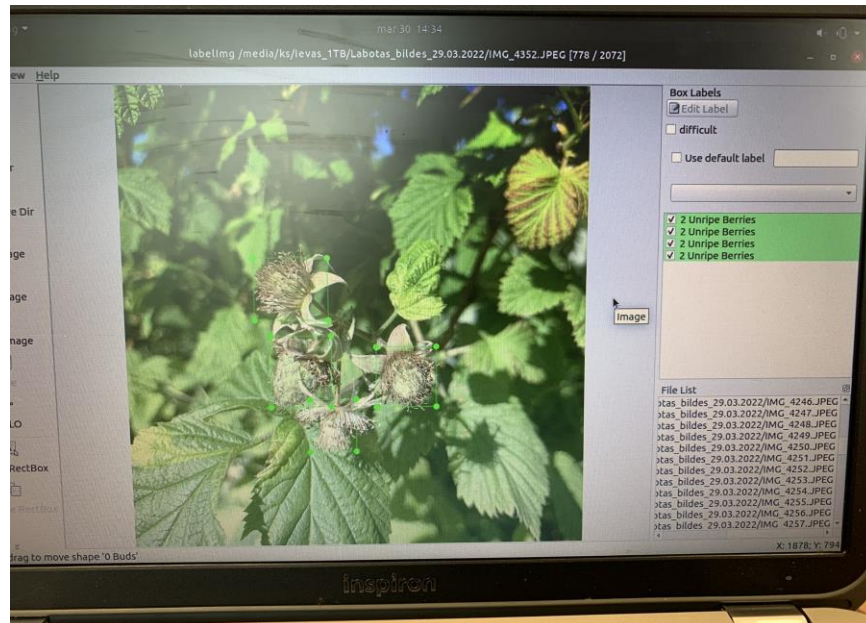 mar 30 14:34
labelImg /media/ks/Ievas_1TB/Labotas_bildes_29.03.2022/IMG_4352.JPEG [778 / 2072]
ew Help
Box Labels
Edit Label
difficult
Use default label
e Dir
age
2 Unripe Berries
2 Unripe Berries
2 Unripe Berries
2 Unripe Berries
age
Image
mage
File List
otas_bildes_29.03.2022/IMG_4246.JPEG
otas_bildes_29.03.2022/IMG_4247.JPEG
otas_bildes_29.03.2022/IMG_4248.JPEG
otas_bildes_29.03.2022/IMG_4249.JPEG
otas_bildes_29.03.2022/IMG_4250.JPEG
otas_bildes_29.03.2022/IMG_4251.JPEG
otas_bildes_29.03.2022/IMG_4252.JPEG
otas_bildes_29.03.2022/IMG_4253.JPEG
otas_bildes_29.03.2022/IMG_4254.JPEG
otas_bildes_29.03.2022/IMG_4255.JPEG
otas_bildes_29.03.2022/IMG_4256.JPEG
otas_bildes_29.03.2022/IMG_4257.JPEG
LO
RectBox
RectBox
X: 1878; Y: 794
drag to move shape '0 Buds'
inspiron